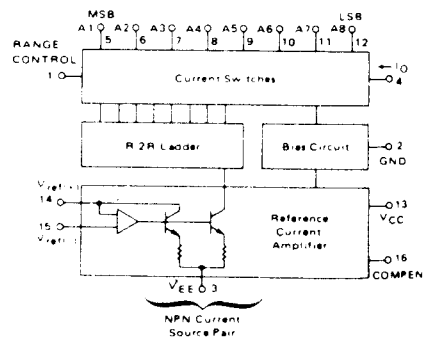 MSB LSB
A1 A2 A3 A4 A5 A6 A7 A8
5 6 7 8 9 10 11 12
RANGE
CONTROL
1
Current Switches
I O
4
R 2R Ladder
Bias Circuit
2
GND
Vref(+)
14
15
Vref(-)
Reference
Current
Amplifier
13
VCC
16
COMPEN
VEE 3
NPN Current
Source Pair